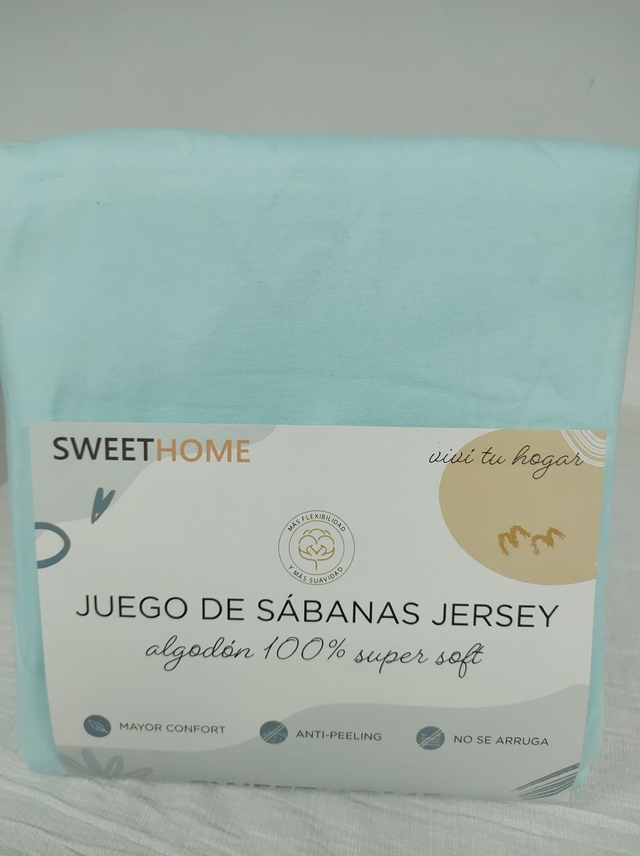 SWEETHOME
viví tu hogar
MÁS FLEXIBILIDAD
Y MÁS SUAVIDAD
JUEGO DE SÁBANAS JERSEY
algodón 100% super soft
MAYOR CONFORT
ANTI-PEELING
NO SE ARRUGA